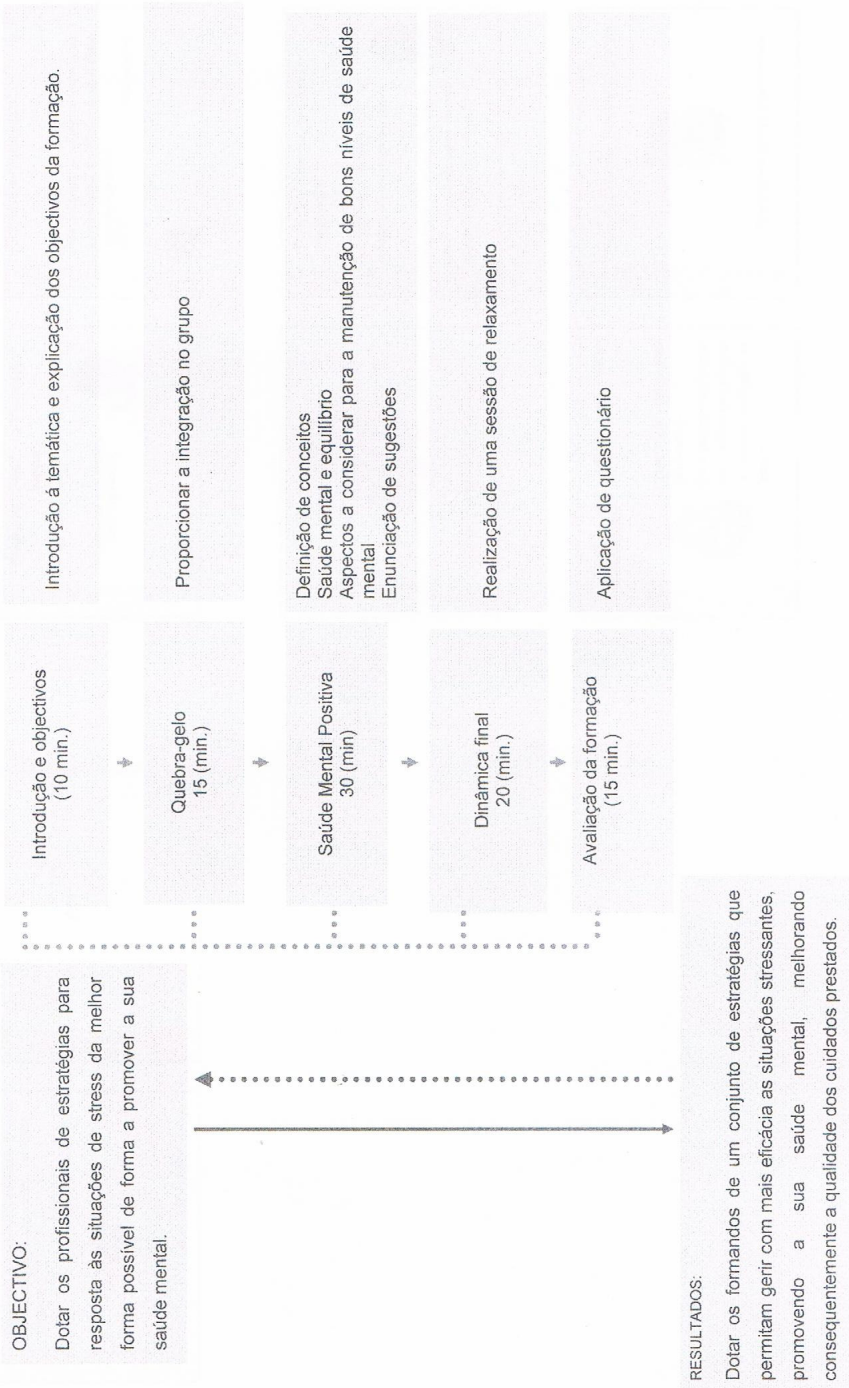 OBJECTIVO:
Dotar os profissionais de estratégias para
resposta às situações de stress da melhor
forma possível de forma a promover a sua
saúde mental.
Introdução e objectivos
(10 min.)
Introdução á temática e explicação dos objectivos da formação.
Quebra-gelo
15 (min.)
Proporcionar a integração no grupo
Saúde Mental Positiva
30 (min)
Definição de conceitos
Saúde mental e equilíbrio
Aspectos a considerar para a manutenção de bons níveis de saúde
mental
Enunciação de sugestões
Dinâmica final
20 (min.)
Realização de uma sessão de relaxamento
Avaliação da formação
(15 min.)
Aplicação de questionário
RESULTADOS:
Dotar os formandos de um conjunto de estratégias que
permitam gerir com mais eficácia as situações stressantes,
promovendo a sua saúde mental, melhorando
consequentemente a qualidade dos cuidados prestados.